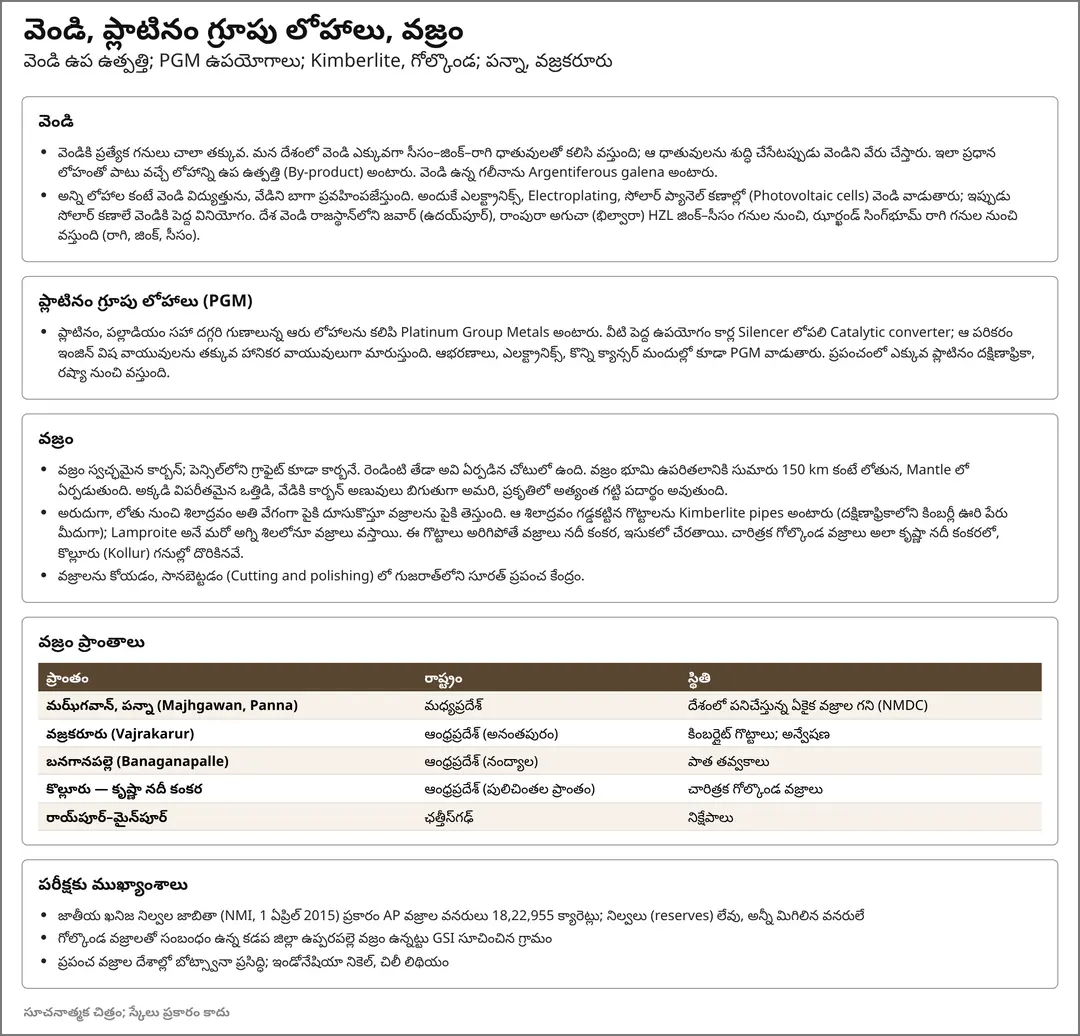 వెండి, ప్లాటినం గ్రూపు లోహాలు, వజ్రం
వెండి ఉప ఉత్పత్తి; PGM ఉపయోగాలు; Kimberlite, గోల్కొండ; పన్నా, వజ్రకరూరు
వెండి
• వెండికి ప్రత్యేక గనులు చాలా తక్కువ. మన దేశంలో వెండి ఎక్కువగా సీసం–జింక్–రాగి ధాతువులతో కలిసి వస్తుంది; ఆ ధాతువులను శుద్ధి చేసేటప్పుడు వెండిని వేరు చేస్తారు. ఇలా ప్రధాన
లోహంతో పాటు వచ్చే లోహాన్ని ఉప ఉత్పత్తి (By-product) అంటారు. వెండి ఉన్న గలీనాను Argentiferous galena అంటారు.
• అన్ని లోహాల కంటే వెండి విద్యుత్తును, వేడిని బాగా ప్రవహింపజేస్తుంది. అందుకే ఎలక్ట్రానిక్స్, Electroplating, సోలార్ ప్యానెల్ కణాల్లో (Photovoltaic cells) వెండి వాడుతారు; ఇప్పుడు
సోలార్ కణాలే వెండికి పెద్ద వినియోగం. దేశ వెండి రాజస్థాన్‌లోని జవార్ (ఉదయ్‌పూర్), రాంపురా అగుచా (భిల్వారా) HZL జింక్–సీసం గనుల నుంచి, ఝార్ఖండ్ సింగ్‌భూమ్ రాగి గనుల నుంచి
వస్తుంది (రాగి, జింక్, సీసం).
ప్లాటినం గ్రూపు లోహాలు (PGM)
• ప్లాటినం, పల్లాడియం సహా దగ్గరి గుణాలున్న ఆరు లోహాలను కలిపి Platinum Group Metals అంటారు. వీటి పెద్ద ఉపయోగం కార్ల Silencer లోపలి Catalytic converter; ఆ పరికరం
ఇంజిన్ విష వాయువులను తక్కువ హానికర వాయువులుగా మారుస్తుంది. ఆభరణాలు, ఎలక్ట్రానిక్స్, కొన్ని క్యాన్సర్ మందుల్లో కూడా PGM వాడుతారు. ప్రపంచంలో ఎక్కువ ప్లాటినం దక్షిణాఫ్రికా,
రష్యా నుంచి వస్తుంది.
వజ్రం
• వజ్రం స్వచ్ఛమైన కార్బన్; పెన్సిల్‌లోని గ్రాఫైట్ కూడా కార్బనే. రెండింటి తేడా అవి ఏర్పడిన చోటులో ఉంది. వజ్రం భూమి ఉపరితలానికి సుమారు 150 km కంటే లోతున, Mantle లో
ఏర్పడుతుంది. అక్కడి విపరీతమైన ఒత్తిడి, వేడికి కార్బన్ అణువులు బిగుతుగా అమరి, ప్రకృతిలో అత్యంత గట్టి పదార్థం అవుతుంది.
• అరుదుగా, లోతు నుంచి శిలాద్రవం అతి వేగంగా పైకి దూసుకొస్తూ వజ్రాలను పైకి తెస్తుంది. ఆ శిలాద్రవం గడ్డకట్టిన గొట్టాలను Kimberlite pipes అంటారు (దక్షిణాఫ్రికాలోని కింబర్లీ ఊరి పేరు
మీదుగా); Lamproite అనే మరో అగ్ని శిలలోనూ వజ్రాలు వస్తాయి. ఈ గొట్టాలు అరిగిపోతే వజ్రాలు నదీ కంకర, ఇసుకలో చేరతాయి. చారిత్రక గోల్కొండ వజ్రాలు అలా కృష్ణా నదీ కంకరలో,
కొల్లూరు (Kollur) గనుల్లో దొరికినవే.
• వజ్రాలను కోయడం, సానబెట్టడం (Cutting and polishing) లో గుజరాత్‌లోని సూరత్ ప్రపంచ కేంద్రం.
వజ్రం ప్రాంతాలు
ప్రాంతం రాష్ట్రం స్థితి
మఝ్‌గవాన్, పన్నా (Majhgawan, Panna) మధ్యప్రదేశ్ దేశంలో పనిచేస్తున్న ఏకైక వజ్రాల గని (NMDC)
వజ్రకరూరు (Vajrakarur) ఆంధ్రప్రదేశ్ (అనంతపురం) కింబర్లైట్ గొట్టాలు; అన్వేషణ
బనగానపల్లె (Banaganapalle) ఆంధ్రప్రదేశ్ (నంద్యాల) పాత తవ్వకాలు
కొల్లూరు — కృష్ణా నదీ కంకర ఆంధ్రప్రదేశ్ (పులిచింతల ప్రాంతం) చారిత్రక గోల్కొండ వజ్రాలు
రాయ్‌పూర్–మైన్‌పూర్ ఛత్తీస్‌గఢ్ నిక్షేపాలు
పరీక్షకు ముఖ్యాంశాలు
• జాతీయ ఖనిజ నిల్వల జాబితా (NMI, 1 ఏప్రిల్ 2015) ప్రకారం AP వజ్రాల వనరులు 18,22,955 క్యారెట్లు; నిల్వలు (reserves) లేవు, అన్నీ మిగిలిన వనరులే
• గోల్కొండ వజ్రాలతో సంబంధం ఉన్న కడప జిల్లా ఉప్పరపల్లె వజ్రం ఉన్నట్టు GSI సూచించిన గ్రామం
• ప్రపంచ వజ్రాల దేశాల్లో బోట్స్వానా ప్రసిద్ధి; ఇండోనేషియా నికెల్, చిలీ లిథియం
సూచనాత్మక చిత్రం; స్కేలు ప్రకారం కాదు